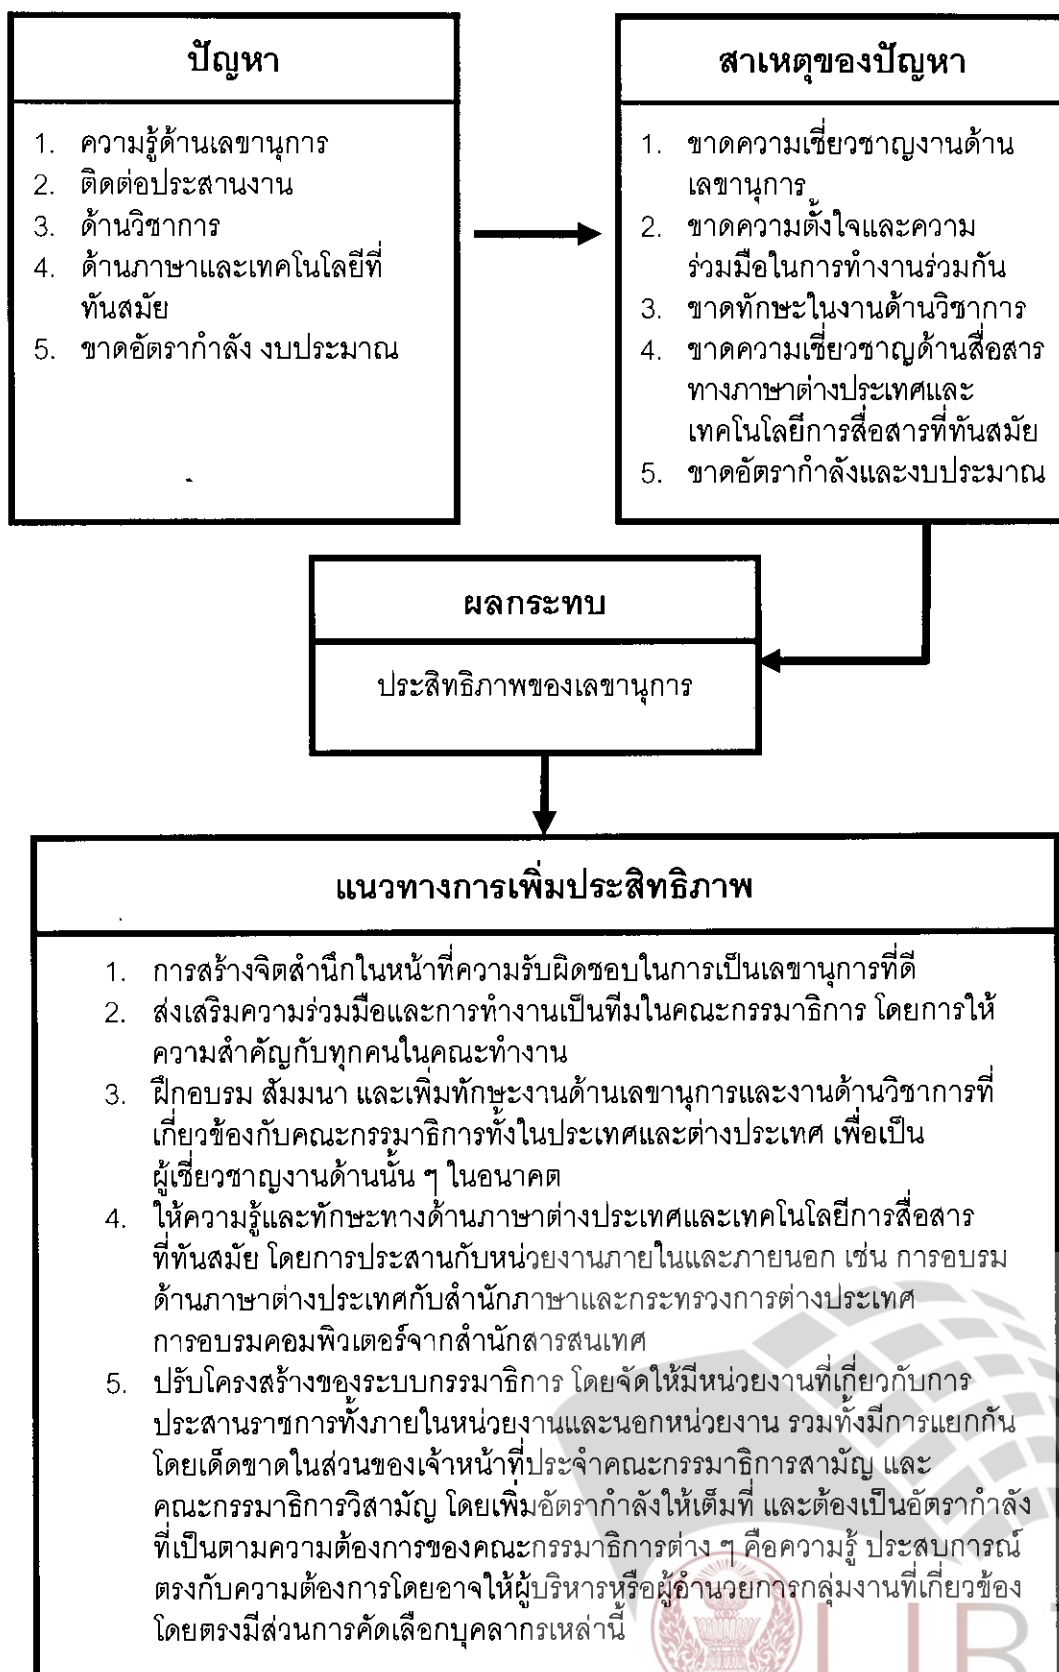 ปัญหา
1. ความรู้ด้านเลขานุการ
2. ติดต่อประสานงาน
3. ด้านวิชาการ
4. ด้านภาษาและเทคโนโลยีที่
ทันสมัย
5. ขาดอัตรากำลัง งบประมาณ
สาเหตุของปัญหา
1. ขาดความเชี่ยวชาญงานด้าน
เลขานุการ
2. ขาดความตั้งใจและความ
ร่วมมือในการทำงานร่วมกัน
3. ขาดทักษะในงานด้านวิชาการ
4. ขาดความเชี่ยวชาญด้านสื่อสาร
ทางภาษาต่างประเทศและ
เทคโนโลยีการสื่อสารที่ทันสมัย
5. ขาดอัตรากำลังและงบประมาณ
ผลกระทบ
ประสิทธิภาพของเลขานุการ
แนวทางการเพิ่มประสิทธิภาพ
1. การสร้างจิตสำนึกในหน้าที่ความรับผิดชอบในการเป็นเลขานุการที่ดี
2. ส่งเสริมความร่วมมือและการทำงานเป็นทีมในคณะกรรมาธิการ โดยการให้
ความสำคัญกับทุกคนในคณะทำงาน
3. ฝึกอบรม สัมมนา และเพิ่มทักษะงานด้านเลขานุการและงานด้านวิชาการที่
เกี่ยวข้องกับคณะกรรมาธิการทั้งในประเทศและต่างประเทศ เพื่อเป็น
ผู้เชี่ยวชาญงานด้านนั้น ๆ ในอนาคต
4. ให้ความรู้และทักษะทางด้านภาษาต่างประเทศและเทคโนโลยีการสื่อสาร
ที่ทันสมัย โดยการประสานกับหน่วยงานภายในและภายนอก เช่น การอบรม
ด้านภาษาต่างประเทศกับสำนักภาษาและกระทรวงการต่างประเทศ
การอบรมคอมพิวเตอร์จากสำนักสารสนเทศ
5. ปรับโครงสร้างของระบบกรรมาธิการ โดยจัดให้มีหน่วยงานที่เกี่ยวกับการ
ประสานราชการทั้งภายในหน่วยงานและนอกหน่วยงาน รวมทั้งมีการแยกกัน
โดยเด็ดขาดในส่วนของเจ้าหน้าที่ประจำคณะกรรมาธิการสามัญ และ
คณะกรรมาธิการวิสามัญ โดยเพิ่มอัตรากำลังให้เต็มที่ และต้องเป็นอัตรากำลัง
ที่เป็นตามความต้องการของคณะกรรมาธิการต่าง ๆ คือความรู้ ประสบการณ์
ตรงกับความต้องการโดยอาจให้ผู้บริหารหรือผู้อำนวยการกลุ่มงานที่เกี่ยวข้อง
โดยตรงมีส่วนการคัดเลือกบุคลากรเหล่านี้